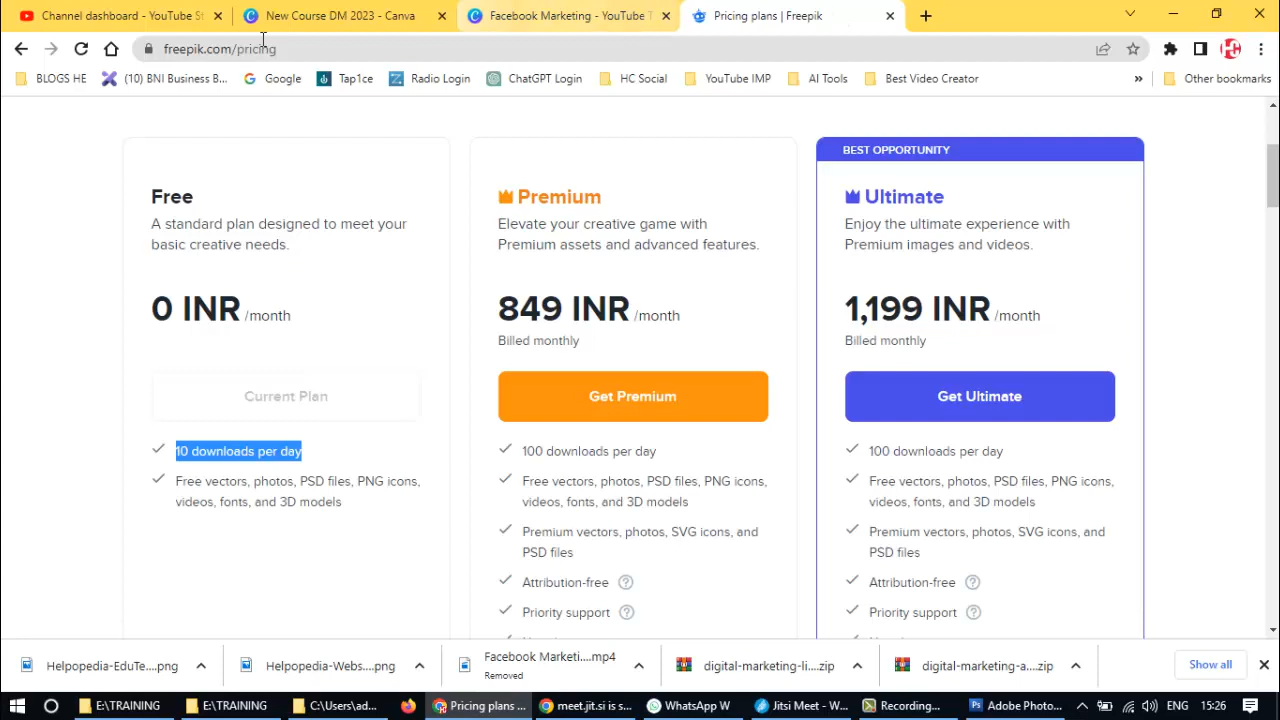 Channel dashboard - YouTube St
New Course DM 2023 - Canva
Facebook Marketing - YouTube T
Pricing plans | Freepik
freepik.com/pricing
BLOGS HE
(10) BNI Business B...
Google
Tap1ce
Radio Login
ChatGPT Login
HC Social
YouTube IMP
AI Tools
Best Video Creator
»
Other bookmarks
Free
A standard plan designed to meet your
basic creative needs.
0 INR /month
Current Plan
10 downloads per day
Free vectors, photos, PSD files, PNG icons,
videos, fonts, and 3D models
Premium
Elevate your creative game with
Premium assets and advanced features.
849 INR /month
Billed monthly
Get Premium
100 downloads per day
Free vectors, photos, PSD files, PNG icons,
videos, fonts, and 3D models
Premium vectors, photos, SVG icons, and
PSD files
Attribution-free ?
Priority support ?
BEST OPPORTUNITY
Ultimate
Enjoy the ultimate experience with
Premium images and videos.
1,199 INR /month
Billed monthly
Get Ultimate
100 downloads per day
Free vectors, photos, PSD files, PNG icons,
videos, fonts, and 3D models
Premium vectors, photos, SVG icons, and
PSD files
Attribution-free ?
Priority support ?
Helpopedia-EduTe....png
Helpopedia-Webs....png
Facebook Marketi....mp4
Removed
digital-marketing-li....zip
digital-marketing-a....zip
Show all
E:\TRAINING
E:\TRAINING
C:\Users\ad...
Pricing plans ...
meet.jit.si is s...
WhatsApp W
Jitsi Meet - W...
Recording...
Adobe Photo...
ENG
15:26